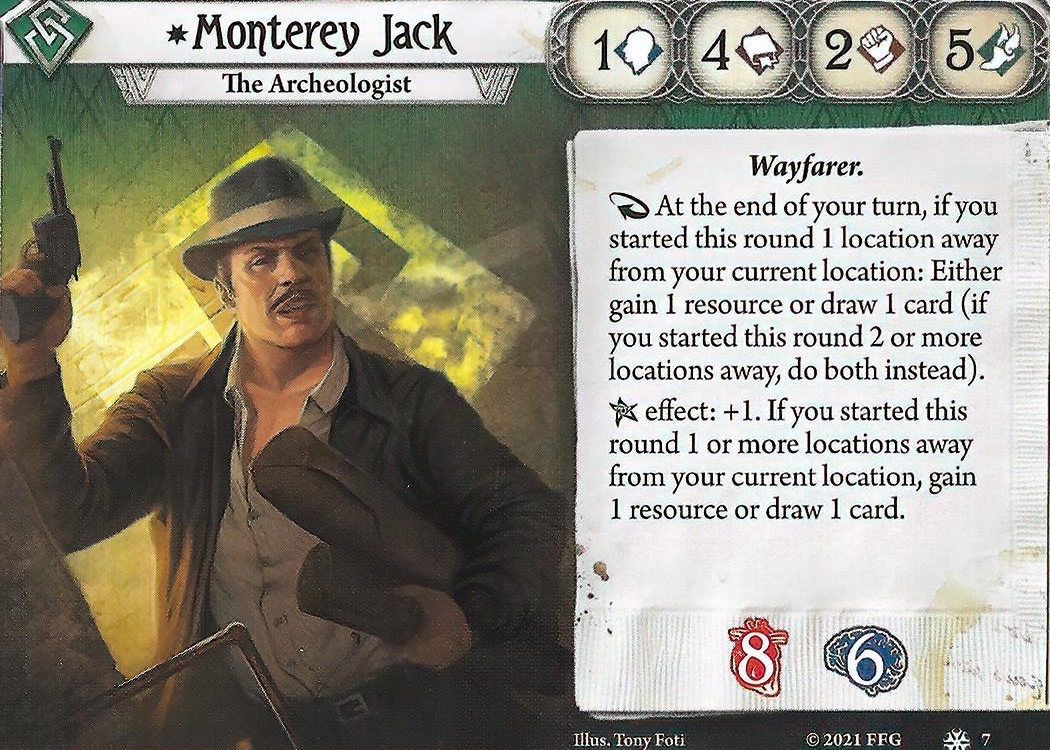 Monterey Jack
The Archeologist
1 4 2 5
Wayfarer.
At the end of your turn, if you
started this round 1 location away
from your current location: Either
gain 1 resource or draw 1 card (if
you started this round 2 or more
locations away, do both instead).
effect: +1. If you started this
round 1 or more locations away
from your current location, gain
1 resource or draw 1 card.
8 6
Illus. Tony Foti © 2021 FFG 7